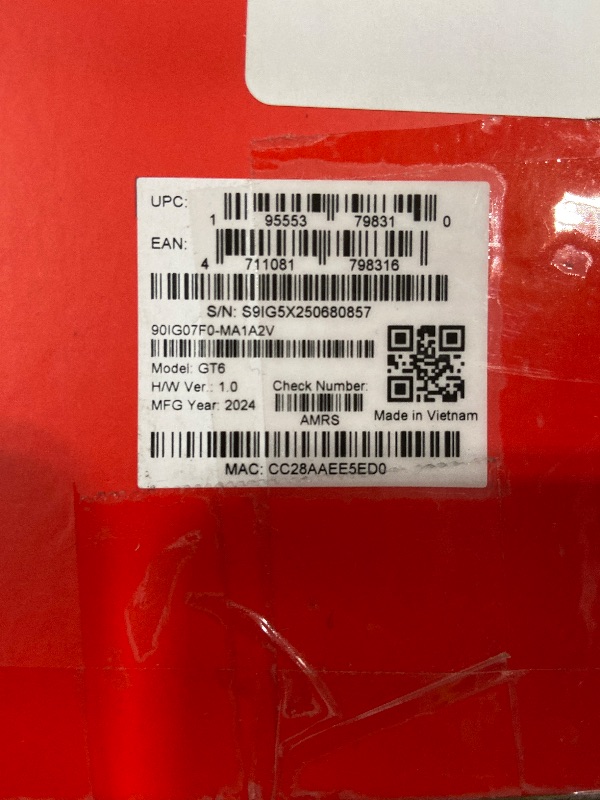 UPC:
1 95553 79831 0
EAN:
4 711081 798316
S/N: S9IG5X250680857
90IG07F0-MA1A2V
Model: GT6
H/W Ver.: 1.0
MFG Year: 2024
Check Number:
AMRS
Made in Vietnam
MAC: CC28AAEE5ED0